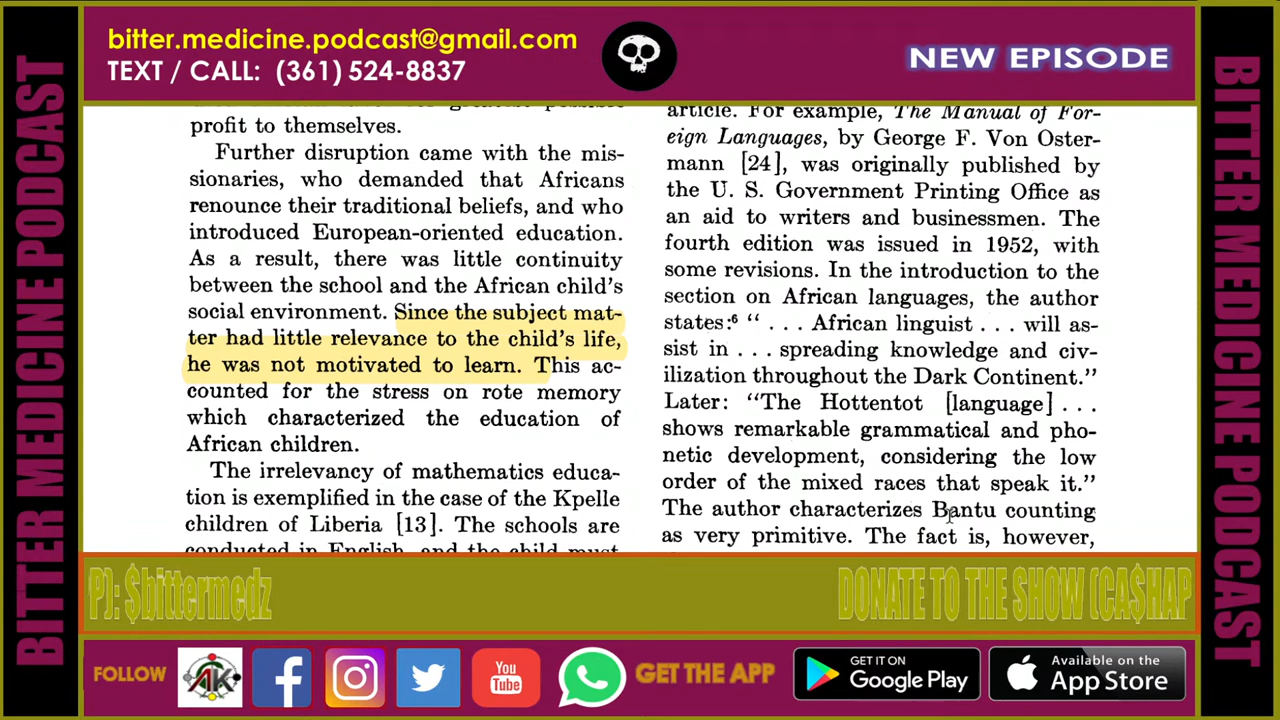 bitter.medicine.podcast@gmail.com
TEXT / CALL: (361) 524-8837
NEW EPISODE
BITTER MEDICINE PODCAST
profit to themselves.
Further disruption came with the mis-
sionaries, who demanded that Africans
renounce their traditional beliefs, and who
introduced European-oriented education.
As a result, there was little continuity
between the school and the African child's
social environment. Since the subject mat-
ter had little relevance to the child's life,
he was not motivated to learn. This ac-
counted for the stress on rote memory
which characterized the education of
African children.
The irrelevancy of mathematics educa-
tion is exemplified in the case of the Kpelle
children of Liberia [13]. The schools are
conducted in English, and the child must
article. For example, The Manual of For-
eign Languages, by George F. Von Oster-
mann [24], was originally published by
the U. S. Government Printing Office as
an aid to writers and businessmen. The
fourth edition was issued in 1952, with
some revisions. In the introduction to the
section on African languages, the author
states:⁶ " . . . African linguist . . . will as-
sist in . . . spreading knowledge and civ-
ilization throughout the Dark Continent."
Later: "The Hottentot [language] . . .
shows remarkable grammatical and pho-
netic development, considering the low
order of the mixed races that speak it."
The author characterizes Bantu counting
as very primitive. The fact is, however,
BITTER MEDICINE PODCAST
P): $bittermedz
DONATE TO THE SHOW (CA$HAP
FOLLOW
ATK
You
Tube
GET THE APP
GET IT ON
Google Play
Available on the
App Store